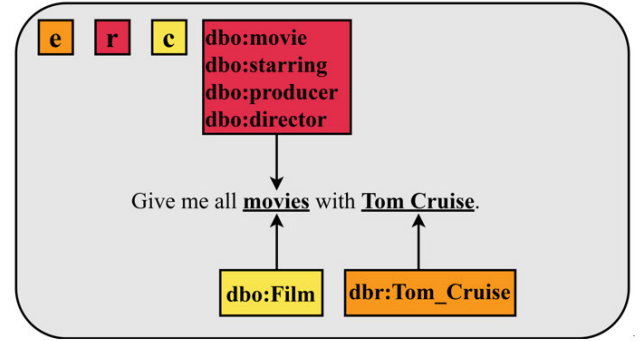 e r c
dbo:movie
dbo:starring
dbo:producer
dbo:director
Give me all movies with Tom Cruise.
dbo:Film dbr:Tom_Cruise